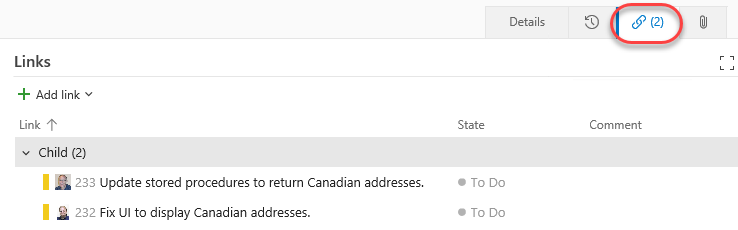 Details (2)
Links
Add link
Link State Comment
Child (2)
233 Update stored procedures to return Canadian addresses. To Do
232 Fix UI to display Canadian addresses. To Do